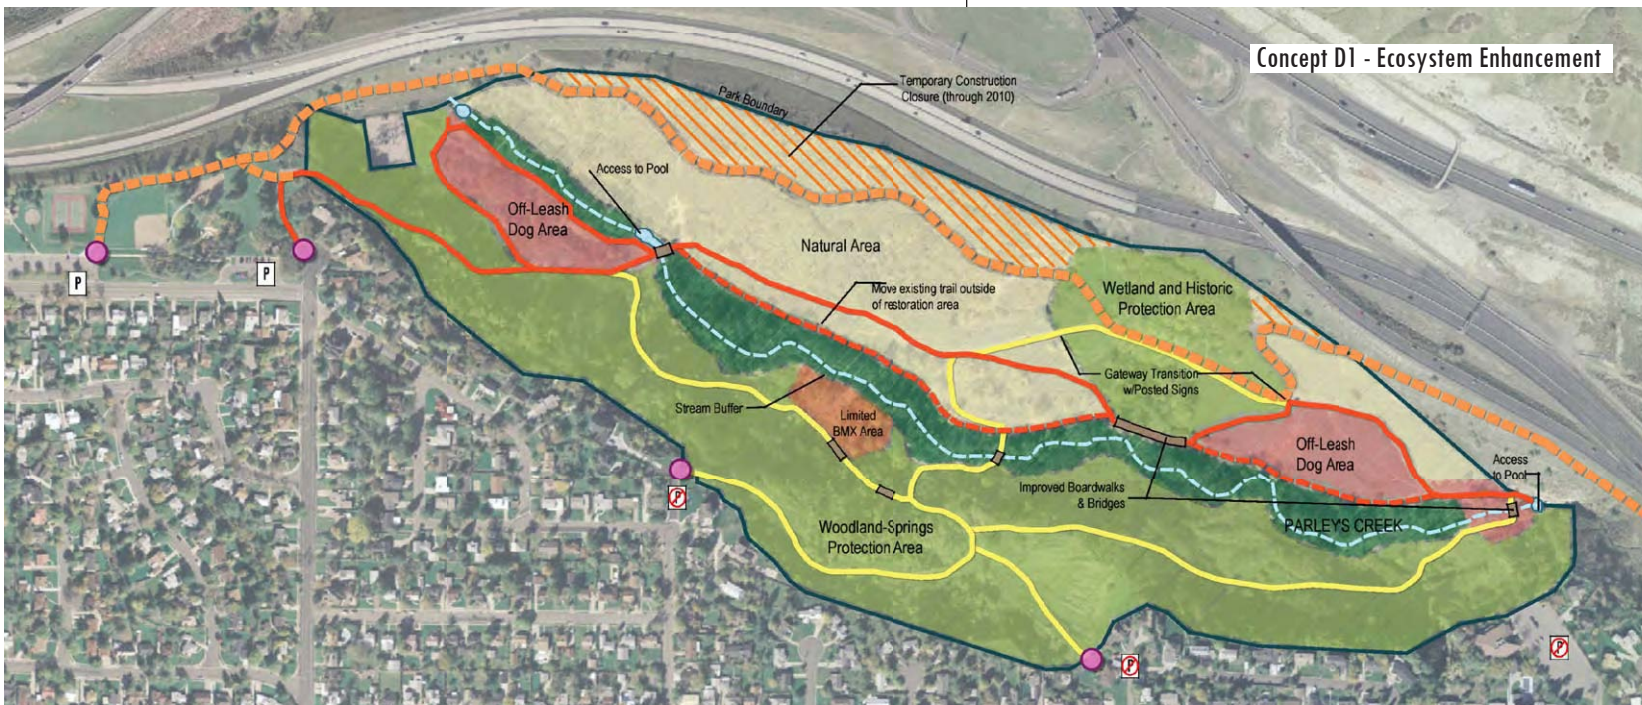 Concept D1 - Ecosystem Enhancement
Temporary Construction
Closure (through 2010)
Park Boundary
Access to Pool
Off-Leash
Dog Area
Natural Area
Wetland and Historic
Protection Area
Move existing trail outside
of restoration area
Gateway Transition
w/Posted Signs
Stream Buffer
Limited
BMX Area
Off-Leash
Dog Area
Access
to Pool
Improved Boardwalks
& Bridges
PARLEY'S CREEK
Woodland-Springs
Protection Area
P
P
P
P
P